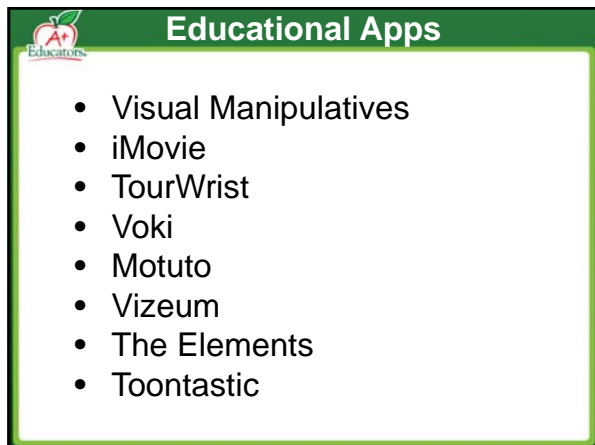 A+
Educators.
Educational Apps
• Visual Manipulatives
• iMovie
• TourWrist
• Voki
• Motuto
• Vizeum
• The Elements
• Toontastic